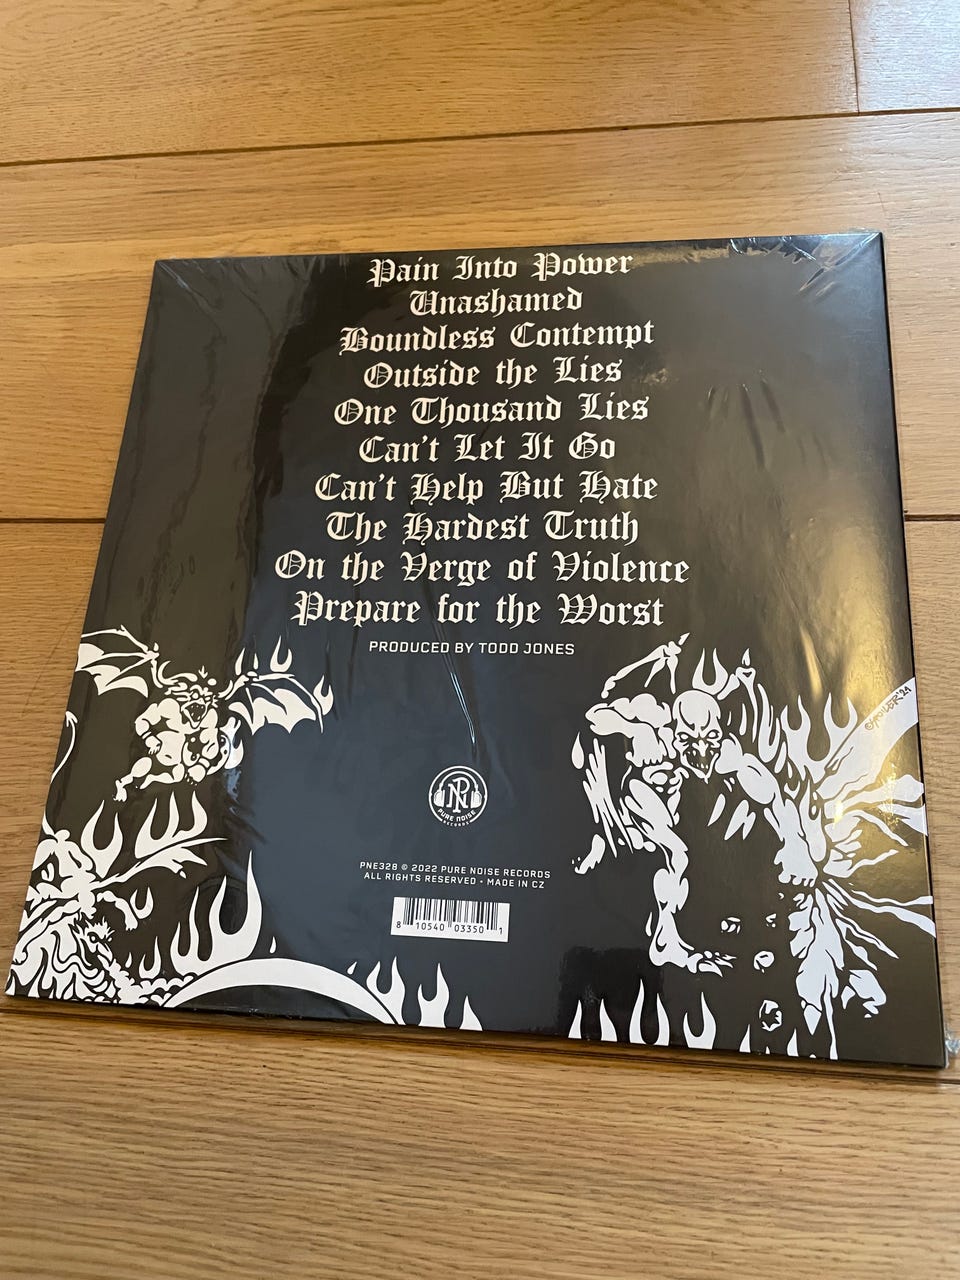 Pain Into Power
Unashamed
Boundless Contempt
Outside the Lies
One Thousand Lies
Can't Let It Go
Can't Help But Hate
The Hardest Truth
On the Verge of Violence
Prepare for the Worst
PRODUCED BY TODD JONES
PN
PURE NOISE
RECORDS
PNE328 © 2022 PURE NOISE RECORDS
ALL RIGHTS RESERVED - MADE IN CZ
8 10540 03350 1